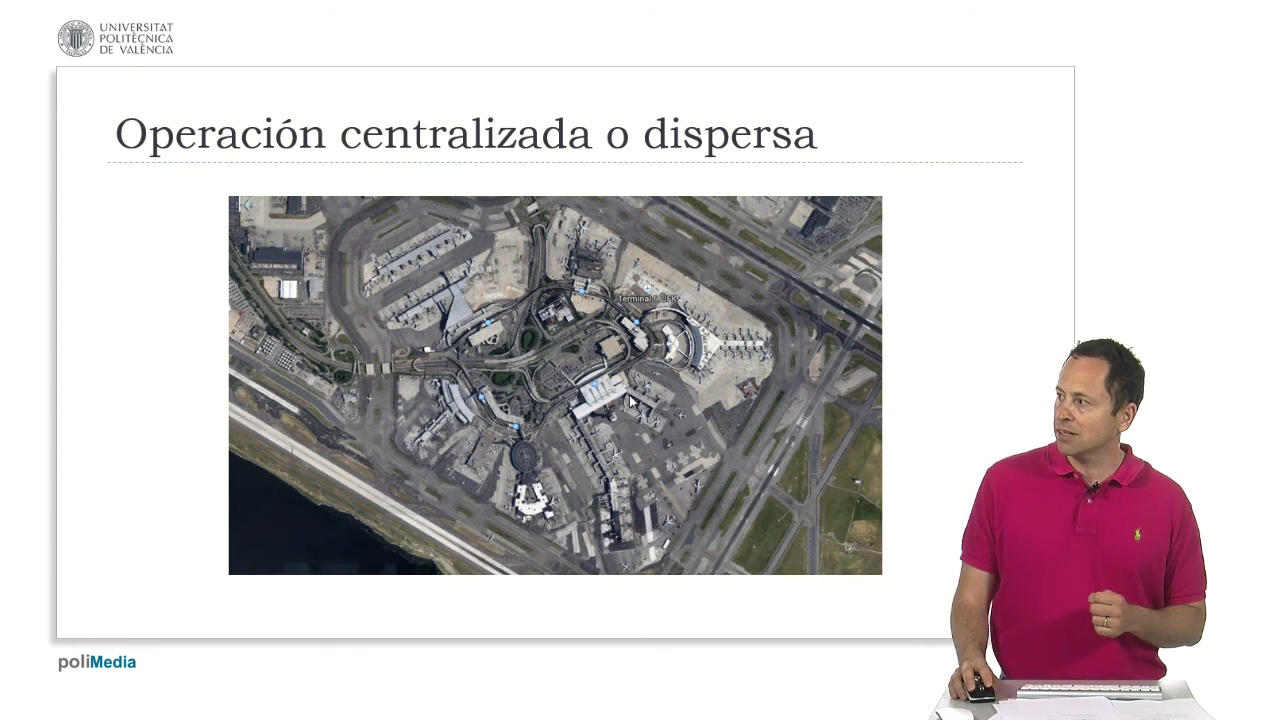 UNIVERSITAT
POLITÈCNICA
DE VALÈNCIA
Operación centralizada o dispersa
Terminal 5, JFK
poliMedia